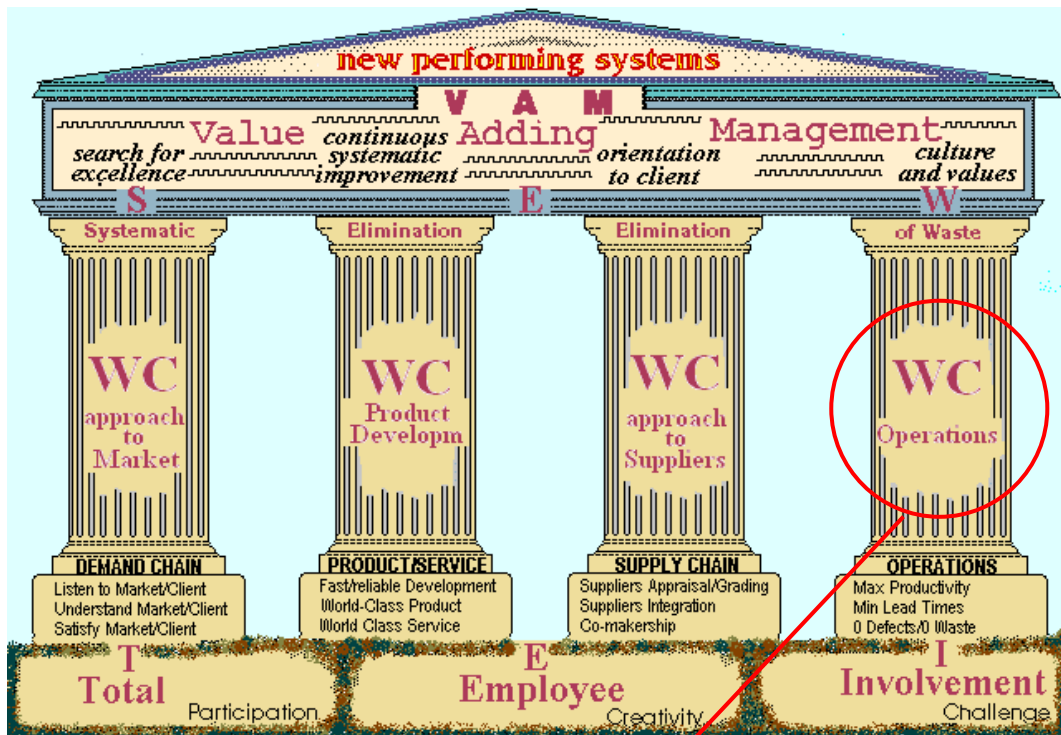 new performing systems
V A M
Value Adding Management
search for excellence
continuous systematic improvement
orientation to client
culture and values
S E W
Systematic
Elimination
Elimination
of Waste
WC
approach
to
Market
WC
Product
Developm
WC
approach
to
Suppliers
WC
Operations
DEMAND CHAIN
Listen to Market/Client
Understand Market/Client
Satisfy Market/Client
PRODUCT/SERVICE
Fast/reliable Development
World-Class Product
World Class Service
SUPPLY CHAIN
Suppliers Appraisal/Grading
Suppliers Integration
Co-makership
OPERATIONS
Max Productivity
Min Lead Times
0 Defects/0 Waste
T E I
Total Employee Involvement
Participation Creativity Challenge